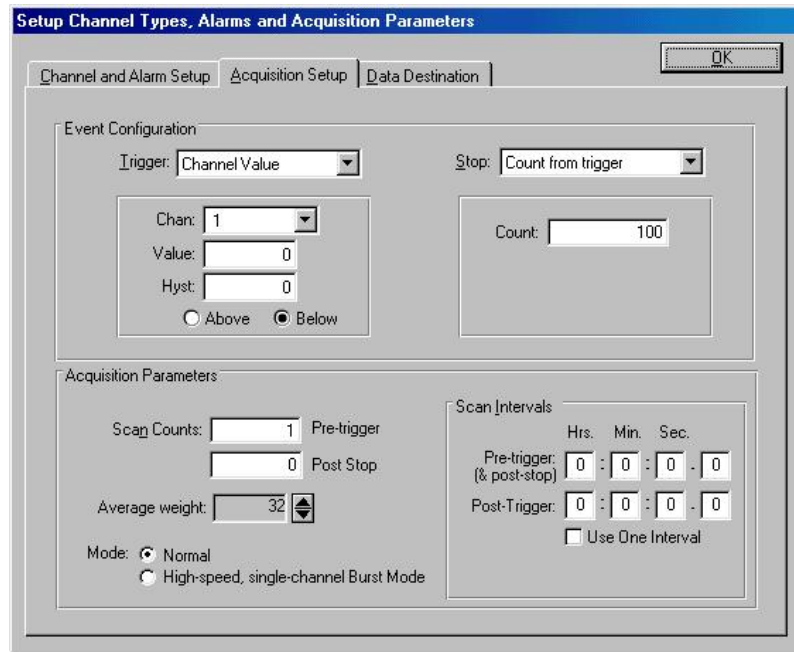 Setup Channel Types, Alarms and Acquisition Parameters
OK
Channel and Alarm Setup
Acquisition Setup
Data Destination
Event Configuration
Trigger: Channel Value
Stop: Count from trigger
Chan: 1
Value: 0
Hyst: 0
Above Below
Count: 100
Acquisition Parameters
Scan Counts: 1 Pre-trigger
0 Post Stop
Average weight: 32
Mode: Normal
High-speed, single-channel Burst Mode
Scan Intervals
Hrs. Min. Sec.
Pre-trigger: 0 : 0 : 0 . 0
(& post-stop)
Post-Trigger: 0 : 0 : 0 . 0
Use One Interval